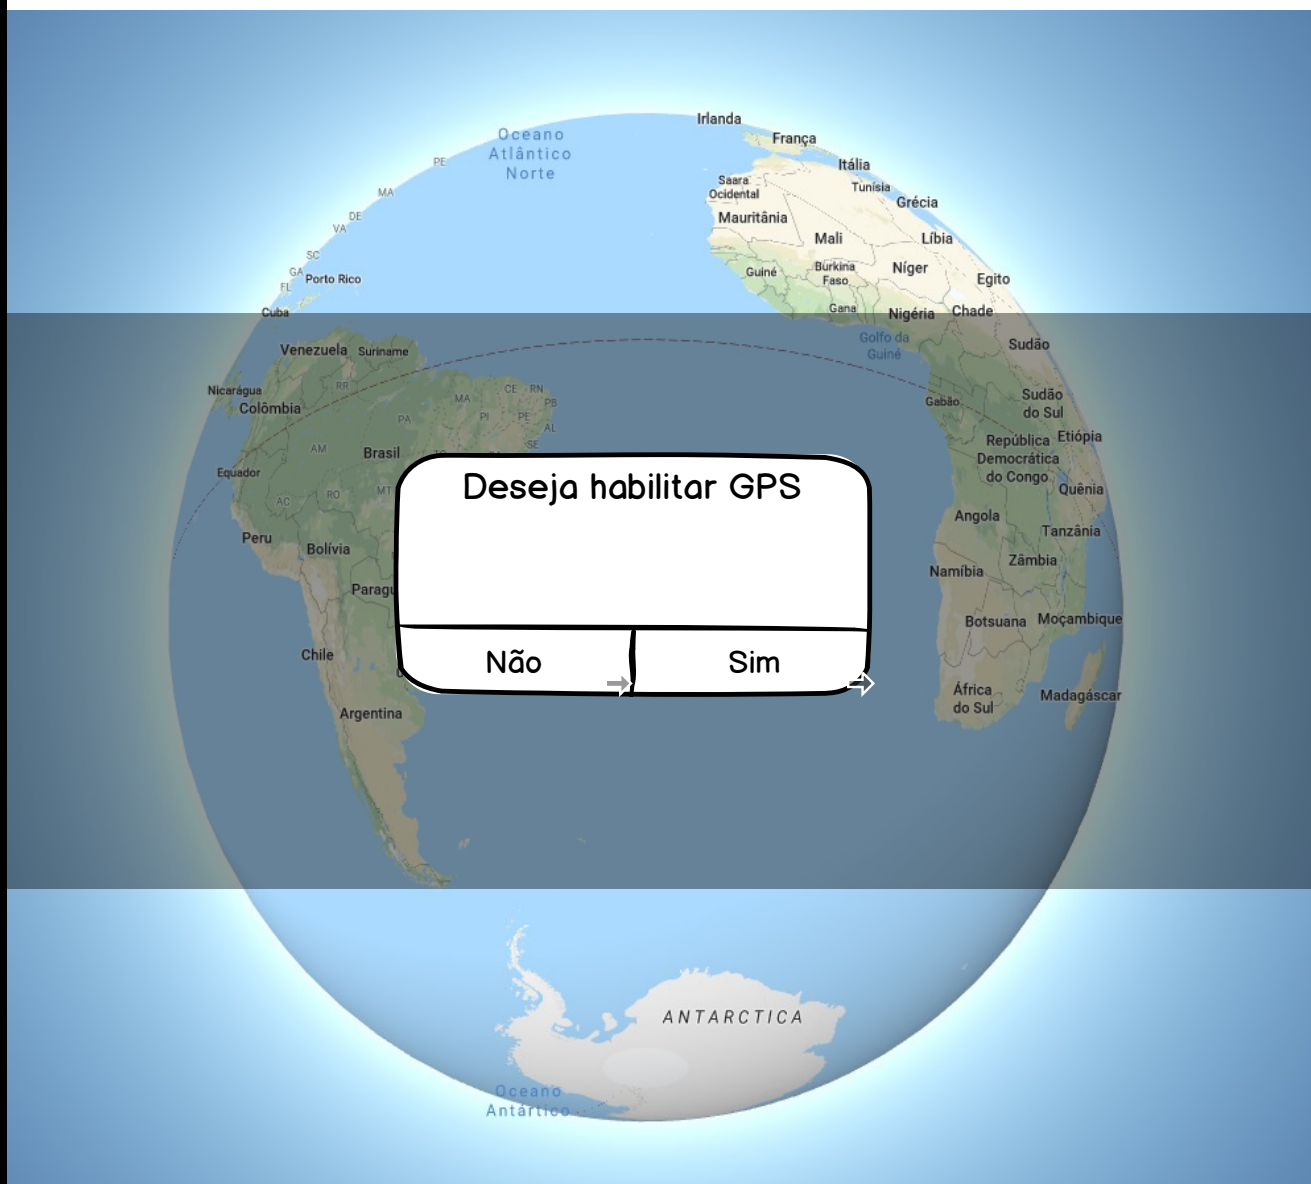 Irlanda
Oceano
Atlântico
Norte
França
PE
Itália
MA
Saara
Ocidental
Tunísia
Grécia
DE
VA
Mauritânia
Mali
Líbia
SC
GA
FL
Porto Rico
Guiné
Burkina
Faso
Níger
Egito
Cuba
Gana
Nigéria
Chade
Venezuela
Suriname
Golfo da
Guiné
Sudão
Nicarágua
RR
CE
RN
Colômbia
MA
PB
Gabão
Sudão
do Sul
PA
PI
PE
AL
AM
Brasil
SE
República
Democrática
do Congo
Etiópia
Equador
AC
RO
MT
Deseja habilitar GPS
Quênia
Peru
Bolívia
Angola
Tanzânia
Zâmbia
Paragu
Namíbia
Botsuana
Moçambique
Chile
Não
Sim
África
do Sul
Madagáscar
Argentina
ANTARCTICA
Oceano
Antártico